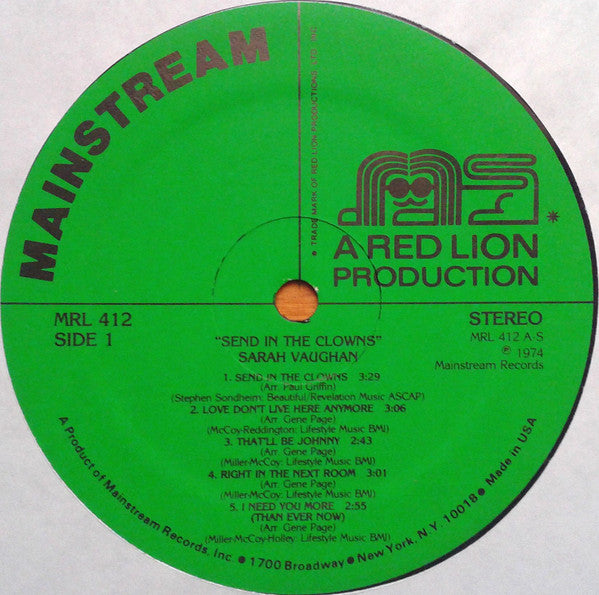 MAINSTREAM
● TRADE MARK OF RED LION PRODUCTIONS, LTD., INC.
MS.*
A RED LION
PRODUCTION
MRL 412
SIDE 1
STEREO
MRL 412 A-S
℗ 1974
Mainstream Records
"SEND IN THE CLOWNS"
SARAH VAUGHAN
1. SEND IN THE CLOWNS 3:29
(Arr. Paul Griffin)
(Stephen Sondheim: Beautiful/Revelation Music ASCAP)
2. LOVE DON'T LIVE HERE ANYMORE 3:06
(Arr. Gene Page)
(McCoy-Reddington: Lifestyle Music BMI)
3. THAT'LL BE JOHNNY 2:43
(Arr. Gene Page)
(Miller-McCoy: Lifestyle Music BMI)
4. RIGHT IN THE NEXT ROOM 3:01
(Arr. Gene Page)
(Miller-McCoy: Lifestyle Music BMI)
5. I NEED YOU MORE 2:55
(THAN EVER NOW)
(Arr. Gene Page)
(Miller-McCoy-Holley: Lifestyle Music BMI)
A Product of Mainstream Records, Inc. ● 1700 Broadway ● New York, N.Y. 10018 ● Made in USA